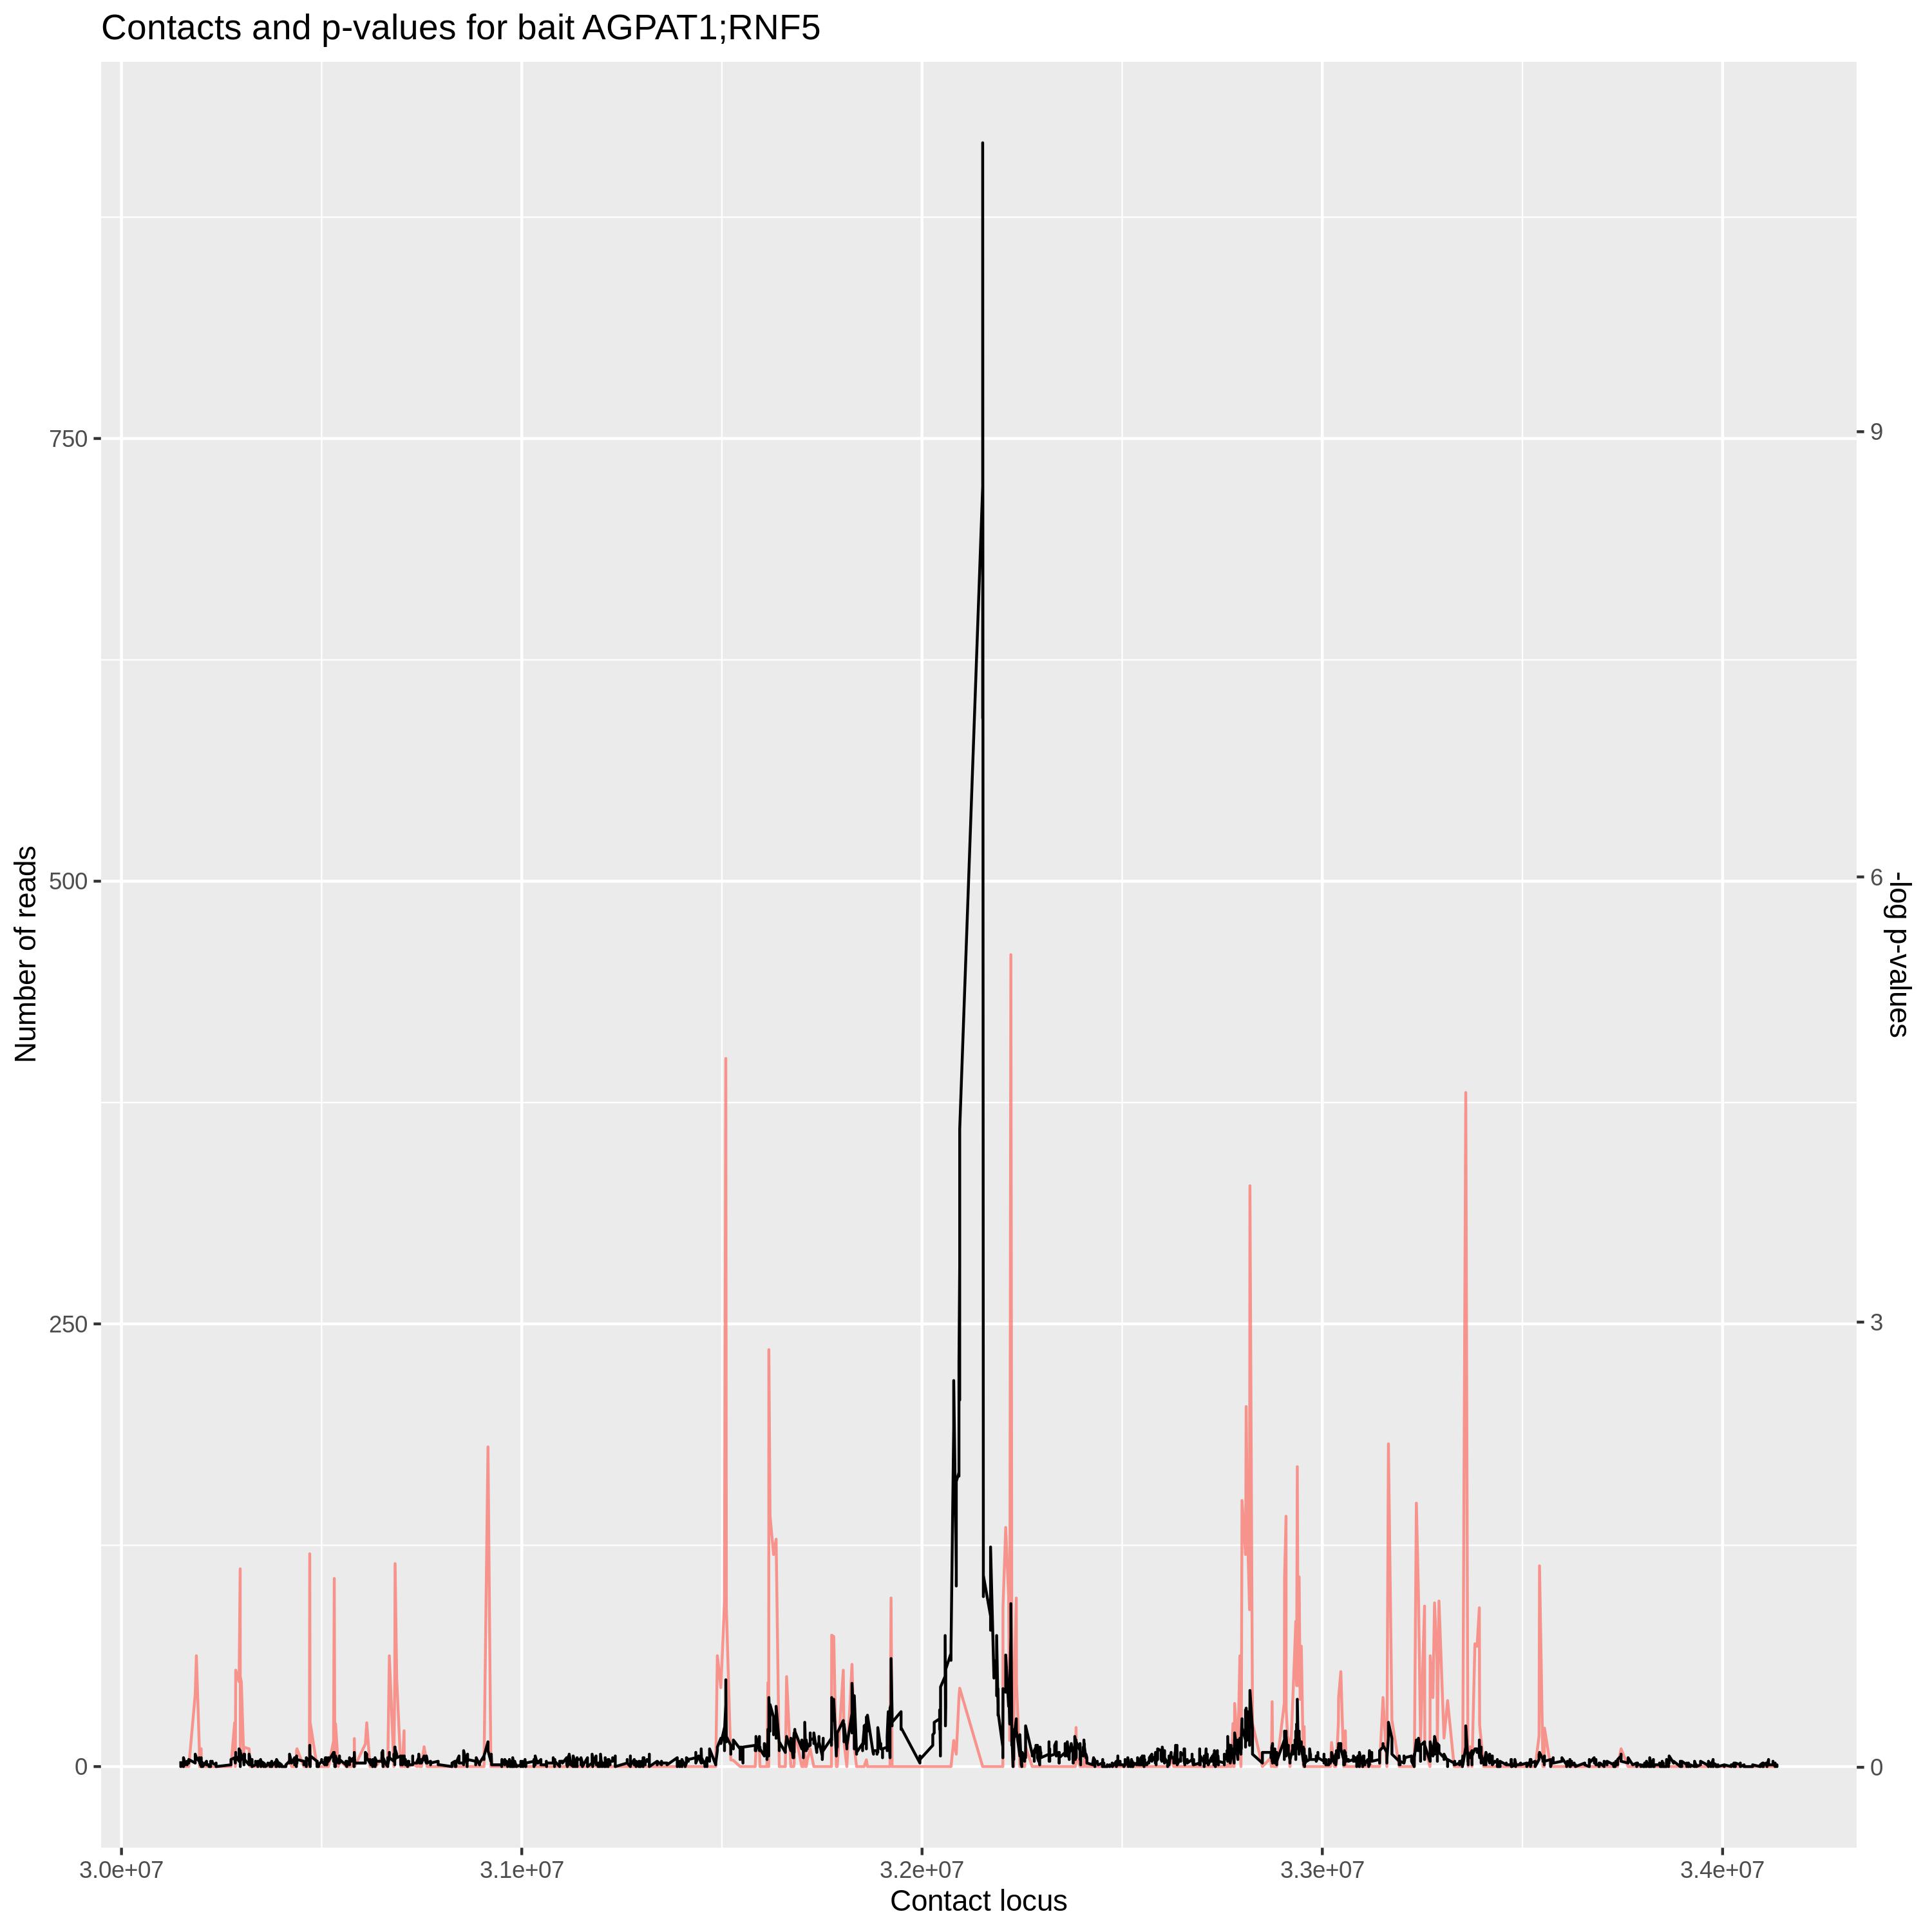 Contacts and p-values for bait AGPAT1;RNF5
Number of reads
750
500
250
0
9
6
3
0
-log p-values
3.0e+07
3.1e+07
3.2e+07
3.3e+07
3.4e+07
Contact locus